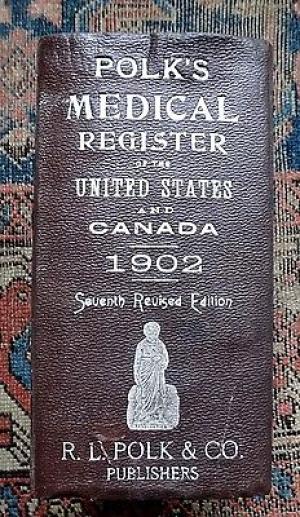 POLK'S
MEDICAL
REGISTER
OF THE
UNITED STATES
AND
CANADA
1902
Seventh Revised Edition
R. L. POLK & CO.
PUBLISHERS